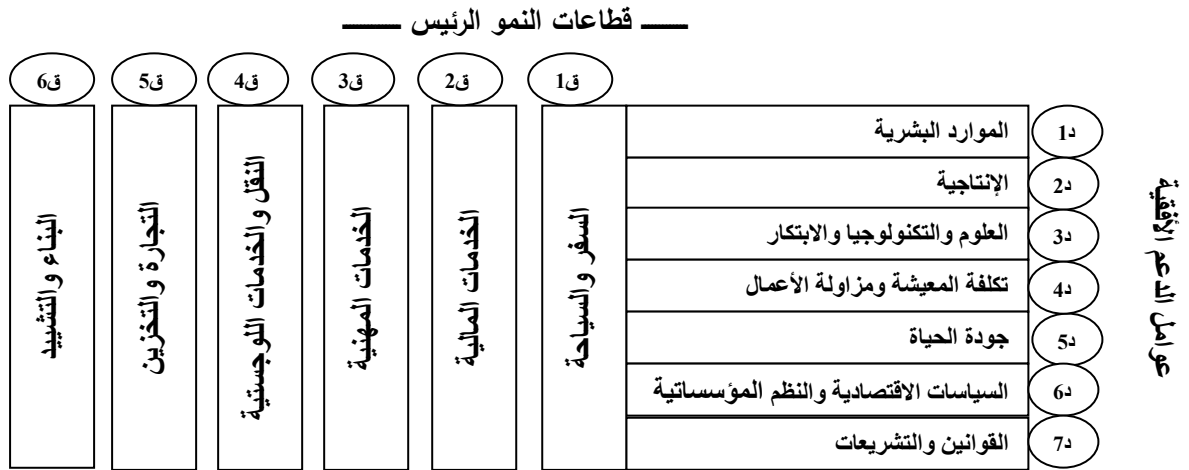 قطاعات النمو الرئيس
ق1
ق2
ق3
ق4
ق5
ق6
عوامل الدعم الأفقية
د1
الموارد البشرية
د2
الإنتاجية
د3
العلوم والتكنولوجيا والابتكار
د4
تكلفة المعيشة ومزاولة الأعمال
د5
جودة الحياة
د6
السياسات الاقتصادية والنظم المؤسساتية
د7
القوانين والتشريعات
السفر والسياحة
الخدمات المالية
الخدمات المهنية
النقل والخدمات اللوجستية
التجارة والتخزين
البناء والتشييد